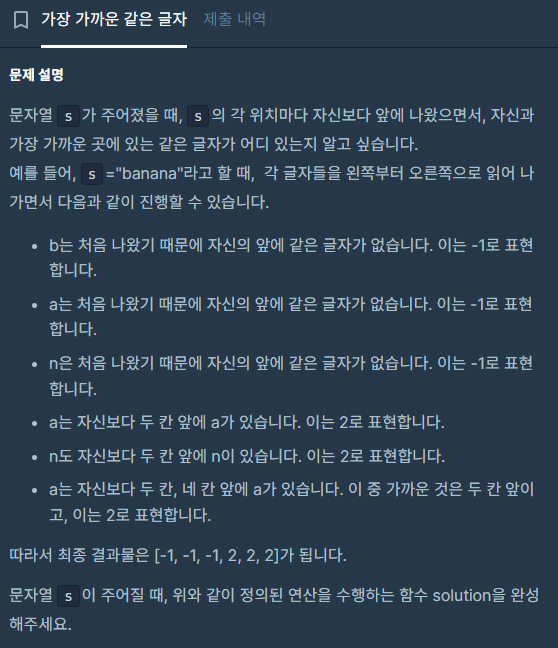 가장 가까운 같은 글자 제출 내역
문제 설명
문자열 s가 주어졌을 때, s의 각 위치마다 자신보다 앞에 나왔으면서, 자신과
가장 가까운 곳에 있는 같은 글자가 어디 있는지 알고 싶습니다.
예를 들어, s="banana"라고 할 때, 각 글자들을 왼쪽부터 오른쪽으로 읽어 나
가면서 다음과 같이 진행할 수 있습니다.
• b는 처음 나왔기 때문에 자신의 앞에 같은 글자가 없습니다. 이는 -1로 표현
합니다.
• a는 처음 나왔기 때문에 자신의 앞에 같은 글자가 없습니다. 이는 -1로 표현
합니다.
• n은 처음 나왔기 때문에 자신의 앞에 같은 글자가 없습니다. 이는 -1로 표현
합니다.
• a는 자신보다 두 칸 앞에 a가 있습니다. 이는 2로 표현합니다.
• n도 자신보다 두 칸 앞에 n이 있습니다. 이는 2로 표현합니다.
• a는 자신보다 두 칸, 네 칸 앞에 a가 있습니다. 이 중 가까운 것은 두 칸 앞이
고, 이는 2로 표현합니다.
따라서 최종 결과물은 [-1, -1, -1, 2, 2, 2]가 됩니다.
문자열 s이 주어질 때, 위와 같이 정의된 연산을 수행하는 함수 solution을 완성
해주세요.